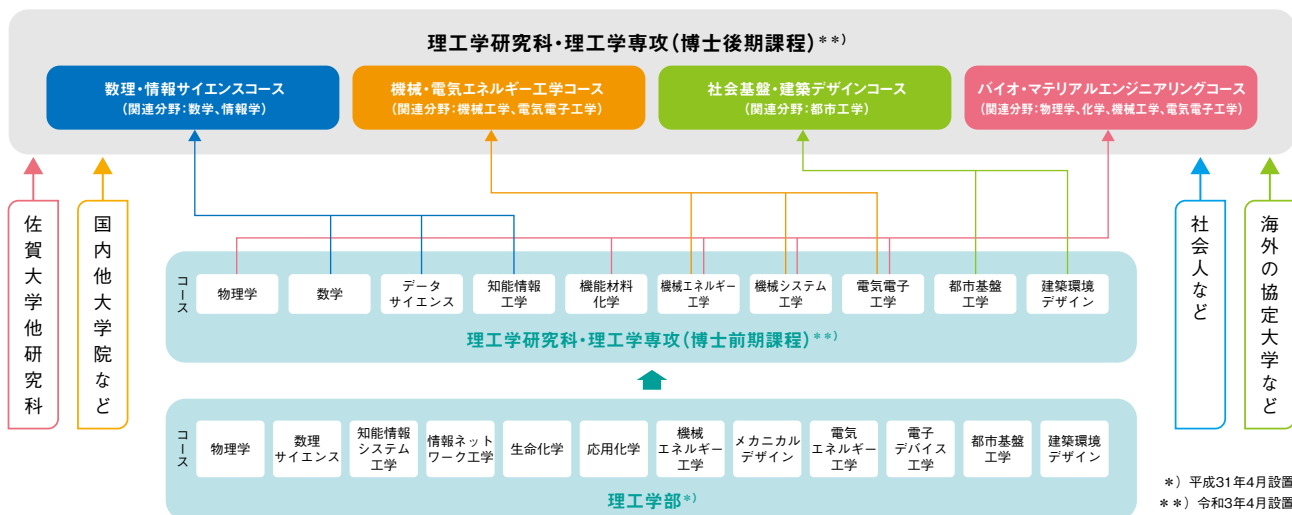 理工学研究科・理工学専攻(博士後期課程)**)
数理・情報サイエンスコース
(関連分野:数学、情報学)
機械・電気エネルギー工学コース
(関連分野:機械工学、電気電子工学)
社会基盤・建築デザインコース
(関連分野:都市工学)
バイオ・マテリアルエンジニアリングコース
(関連分野:物理学、化学、機械工学、電気電子工学)
佐賀大学他研究科
国内他大学院など
社会人など
海外の協定大学など
コース
物理学
数学
データ
サイエンス
知能情報
工学
機能材料
化学
機械エネルギー
工学
機械システム
工学
電気電子
工学
都市基盤
工学
建築環境
デザイン
理工学研究科・理工学専攻(博士前期課程)**)
コース
物理学
数理
サイエンス
知能情報
システム
工学
情報ネット
ワーク工学
生命化学
応用化学
機械
エネルギー
工学
メカニカル
デザイン
電気
エネルギー
工学
電子
デバイス
工学
都市基盤
工学
建築環境
デザイン
理工学部*)
*)平成31年4月設置
**)令和3年4月設置